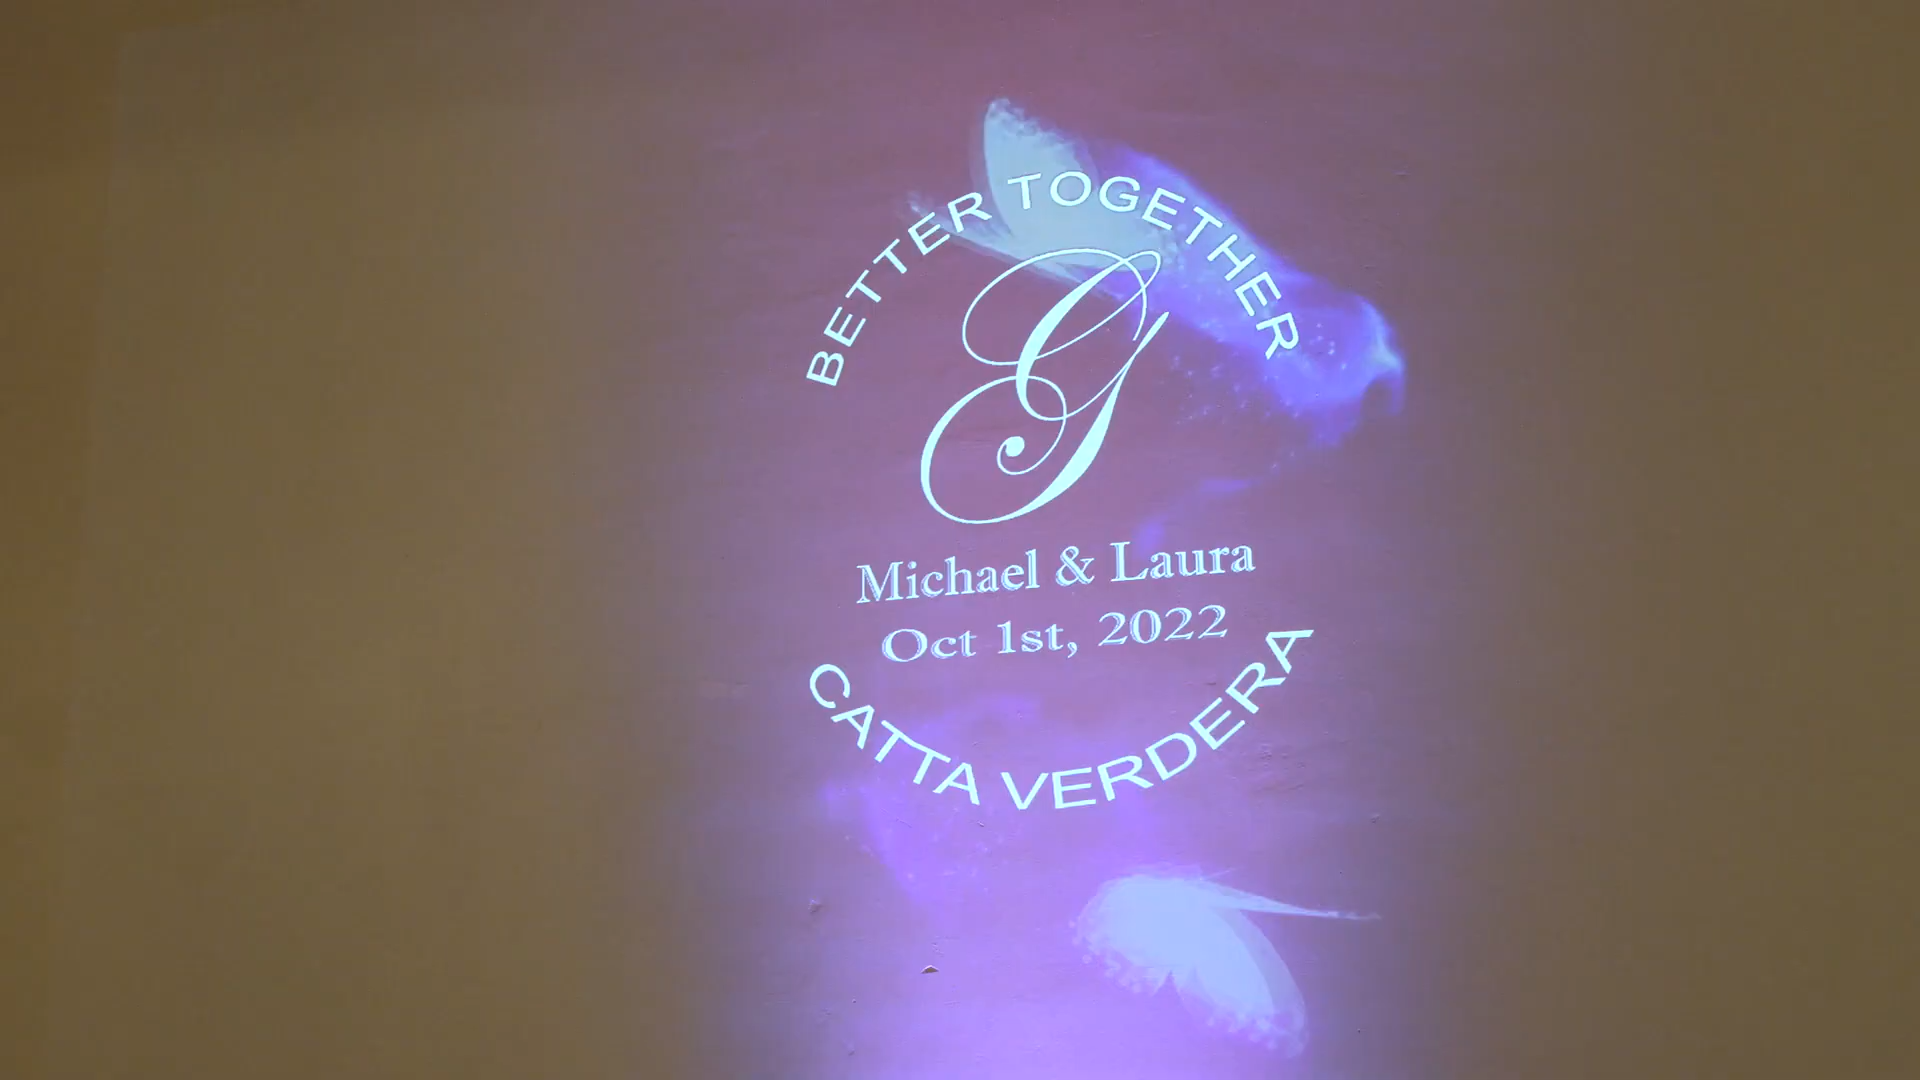 BETTER TOGETHER
G
Michael & Laura
Oct 1st, 2022
CATTA VERDERA